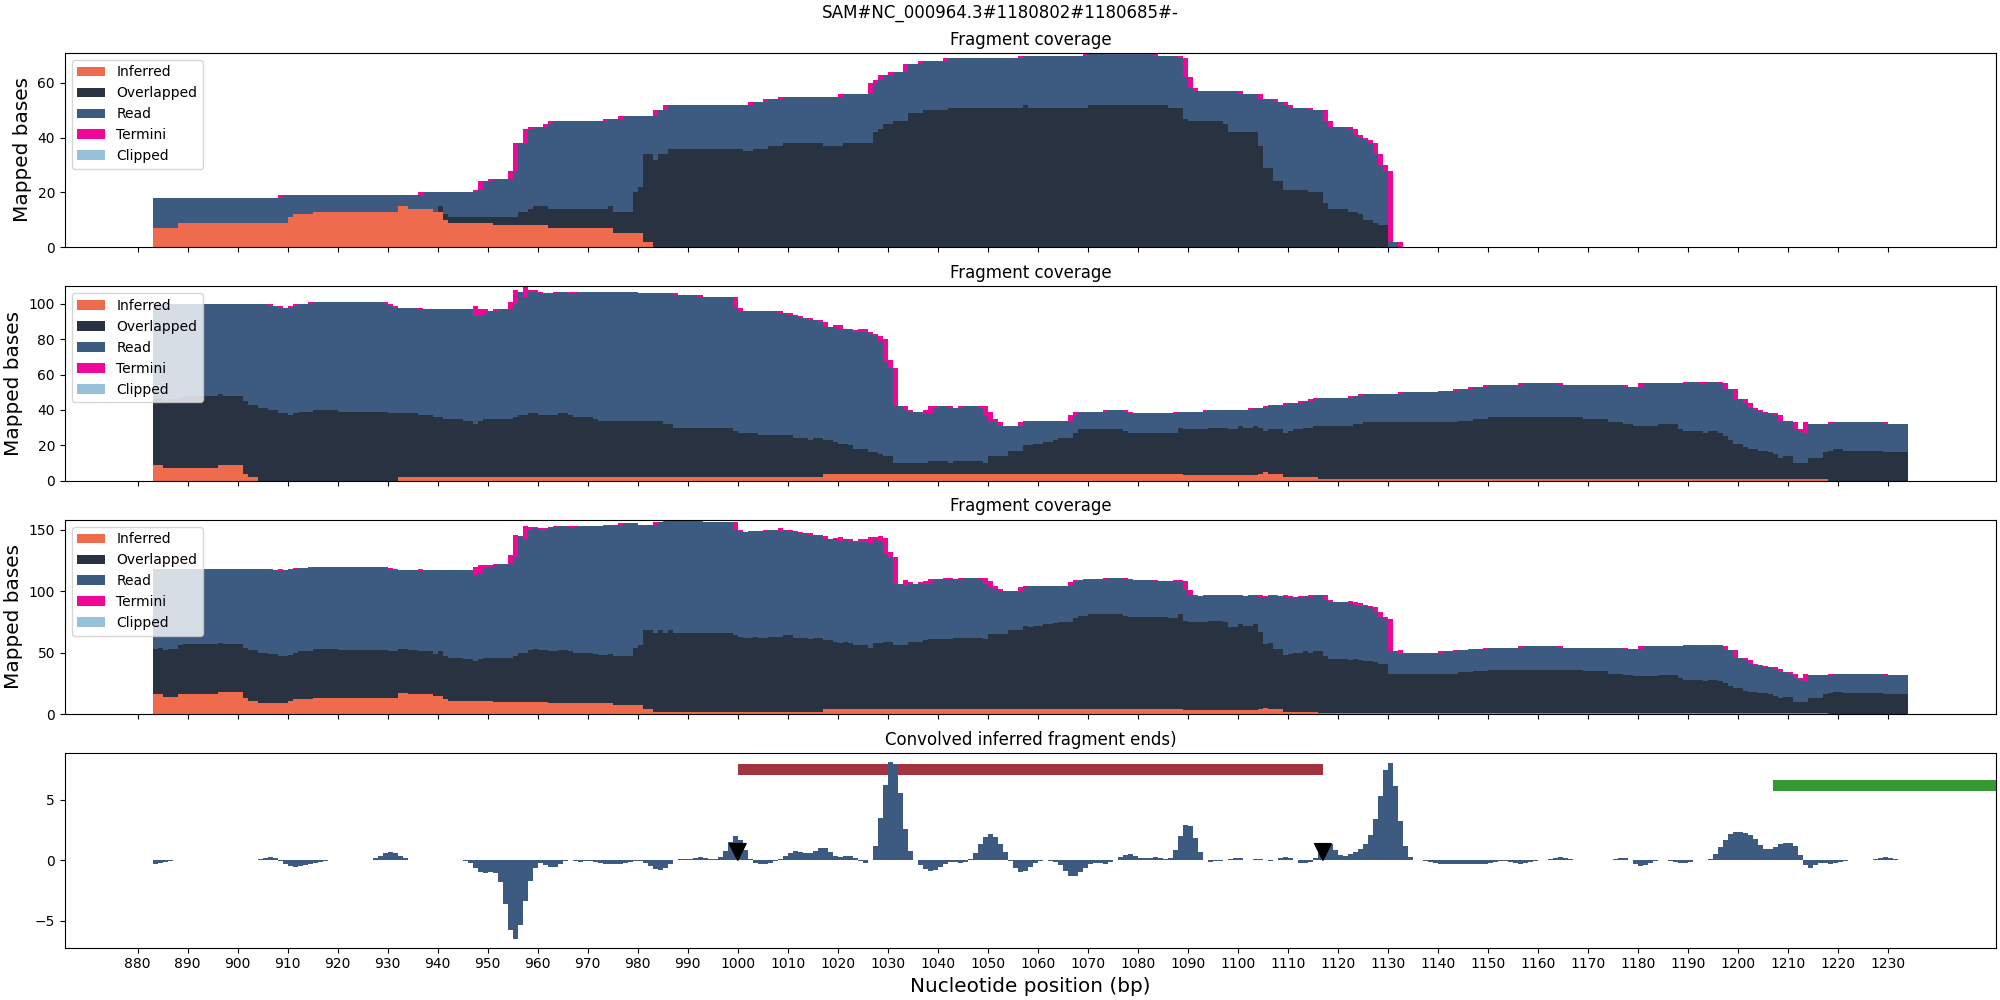 SAM#NC_000964.3#1180802#1180685#-
Fragment coverage
Mapped bases
60
40
20
0
Inferred
Overlapped
Read
Termini
Clipped
Fragment coverage
Mapped bases
100
80
60
40
20
0
Inferred
Overlapped
Read
Termini
Clipped
Fragment coverage
Mapped bases
150
100
50
0
Inferred
Overlapped
Read
Termini
Clipped
Convolved inferred fragment ends)
5
0
−5
880 890 900 910 920 930 940 950 960 970 980 990 1000 1010 1020 1030 1040 1050 1060 1070 1080 1090 1100 1110 1120 1130 1140 1150 1160 1170 1180 1190 1200 1210 1220 1230
Nucleotide position (bp)